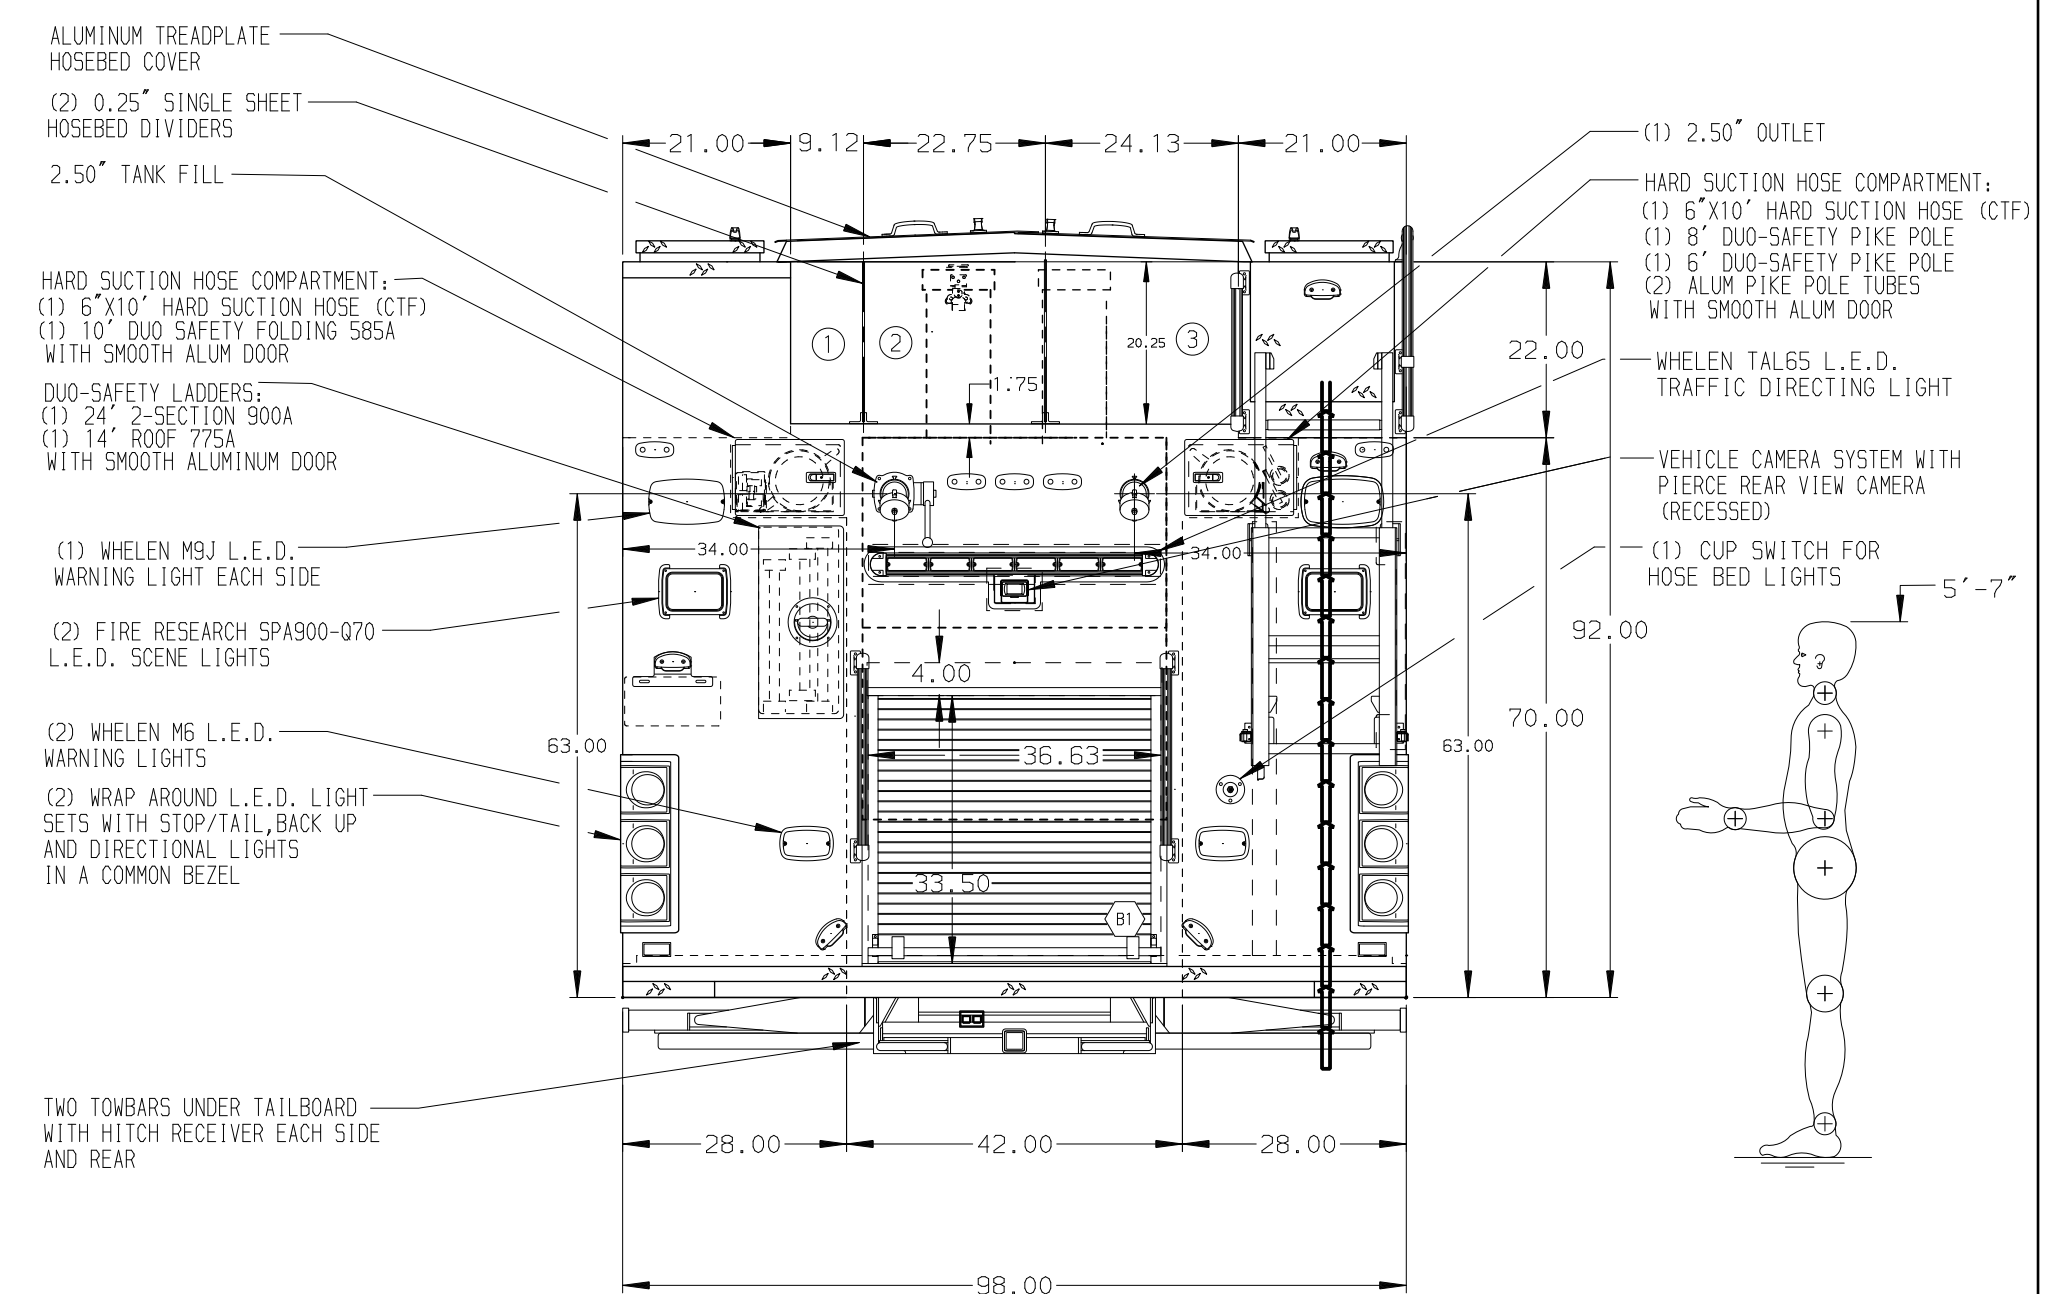 ALUMINUM TREADPLATE
HOSEBED COVER
(2) 0.25" SINGLE SHEET
HOSEBED DIVIDERS
2.50" TANK FILL
HARD SUCTION HOSE COMPARTMENT:
(1) 6"X10' HARD SUCTION HOSE (CTF)
(1) 10' DUO SAFETY FOLDING 585A
WITH SMOOTH ALUM DOOR
DUO-SAFETY LADDERS:
(1) 24' 2-SECTION 900A
(1) 14' ROOF 775A
WITH SMOOTH ALUMINUM DOOR
(1) WHELEN M9J L.E.D.
WARNING LIGHT EACH SIDE
(2) FIRE RESEARCH SPA900-Q70
L.E.D. SCENE LIGHTS
(2) WHELEN M6 L.E.D.
WARNING LIGHTS
(2) WRAP AROUND L.E.D. LIGHT
SETS WITH STOP/TAIL,BACK UP
AND DIRECTIONAL LIGHTS
IN A COMMON BEZEL
TWO TOWBARS UNDER TAILBOARD
WITH HITCH RECEIVER EACH SIDE
AND REAR
21.00
9.12
22.75
24.13
21.00
1
2
3
20.25
1.75
34.00
34.00
4.00
63.00
36.63
33.50
B1
63.00
22.00
92.00
70.00
28.00
42.00
28.00
98.00
(1) 2.50" OUTLET
HARD SUCTION HOSE COMPARTMENT:
(1) 6"X10' HARD SUCTION HOSE (CTF)
(1) 8' DUO-SAFETY PIKE POLE
(1) 6' DUO-SAFETY PIKE POLE
(2) ALUM PIKE POLE TUBES
WITH SMOOTH ALUM DOOR
WHELEN TAL65 L.E.D.
TRAFFIC DIRECTING LIGHT
VEHICLE CAMERA SYSTEM WITH
PIERCE REAR VIEW CAMERA
(RECESSED)
(1) CUP SWITCH FOR
HOSE BED LIGHTS
5'-7"